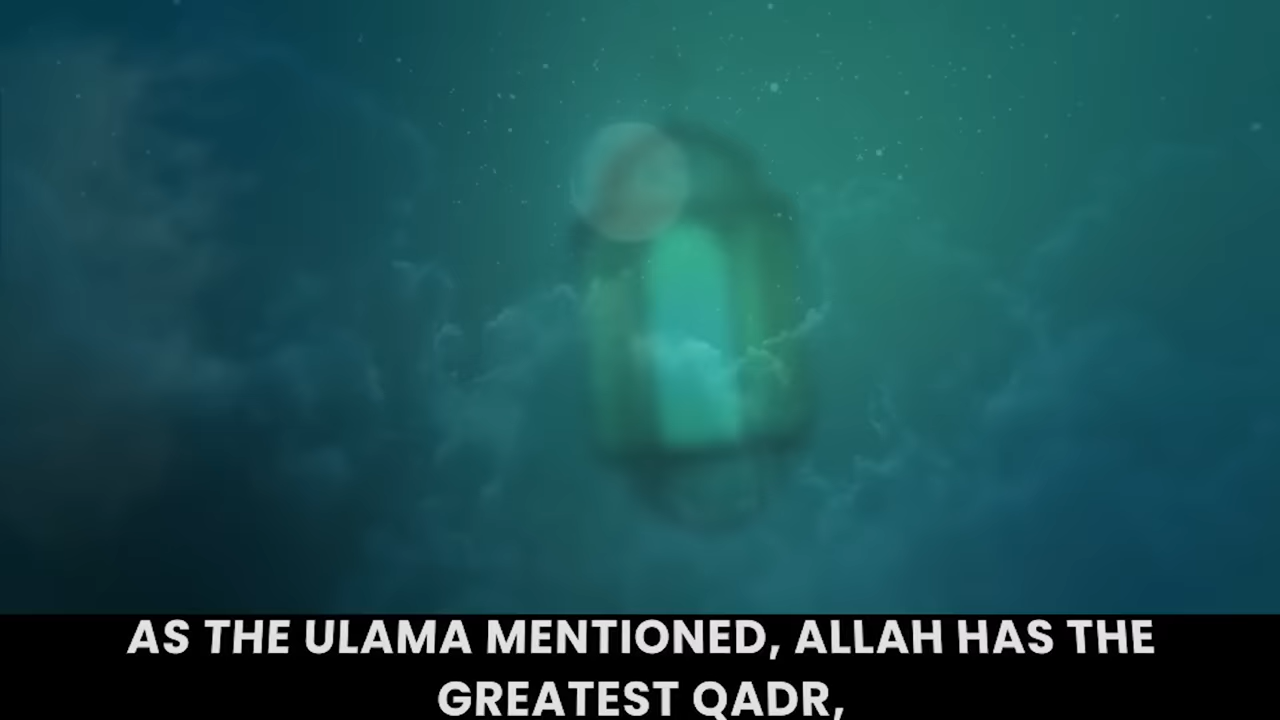 AS THE ULAMA MENTIONED, ALLAH HAS THE
GREATEST QADR,